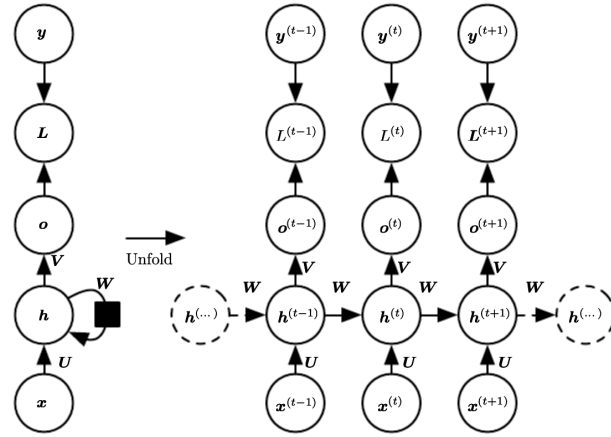 y y^(t−1) y^(t) y^(t+1)
L L^(t−1) L^(t) L^(t+1)
o o^(t−1) o^(t) o^(t+1)
Unfold
V V V V
W W W W W
h h^(...) h^(t−1) h^(t) h^(t+1) h^(...)
U U U U
x x^(t−1) x^(t) x^(t+1)